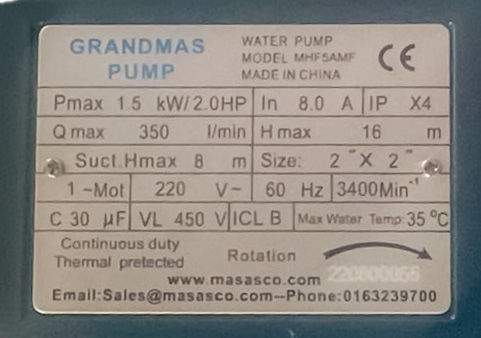 GRANDMAS PUMP
WATER PUMP
MODEL MHF5AMF
MADE IN CHINA
CE
Pmax 1.5 kW/2.0HP In 8.0 A IP X4
Q max 350 l/min H max 16 m
Suct.Hmax 8 m Size: 2 " X 2 "
1 ~Mot 220 V~ 60 Hz 3400Min⁻¹
C 30 µF VL 450 V ICL B Max Water Temp: 35 ºC
Continuous duty
Thermal pretected
Rotation
220600055
www.masasco.com
Email:Sales@masasco.com--Phone:0163239700